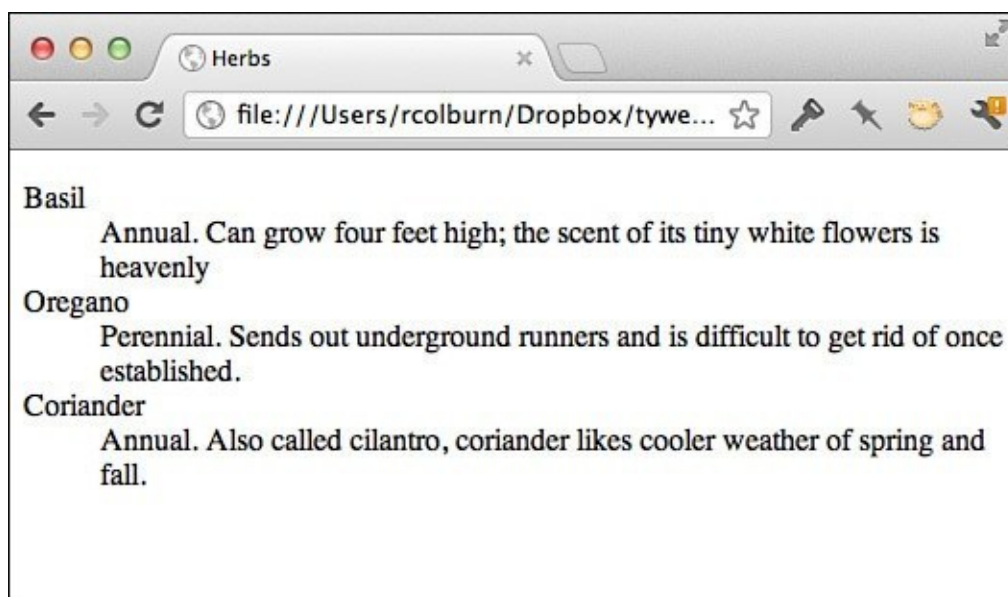 Herbs
file:///Users/rcolburn/Dropbox/tywe...
Basil
Annual. Can grow four feet high; the scent of its tiny white flowers is
heavenly
Oregano
Perennial. Sends out underground runners and is difficult to get rid of once
established.
Coriander
Annual. Also called cilantro, coriander likes cooler weather of spring and
fall.